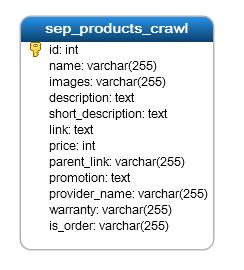 sep_products_crawl
id: int
name: varchar(255)
images: varchar(255)
description: text
short_description: text
link: text
price: int
parent_link: varchar(255)
promotion: text
provider_name: varchar(255)
warranty: varchar(255)
is_order: varchar(255)